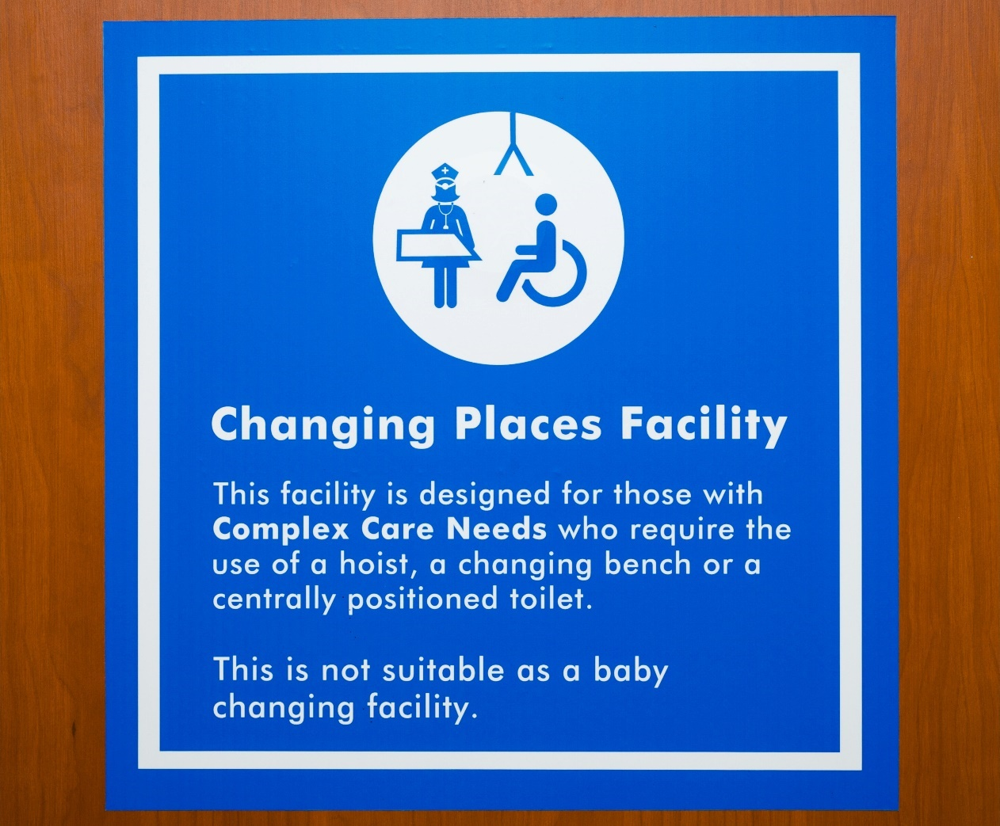 Changing Places Facility
This facility is designed for those with
Complex Care Needs who require the
use of a hoist, a changing bench or a
centrally positioned toilet.
This is not suitable as a baby
changing facility.